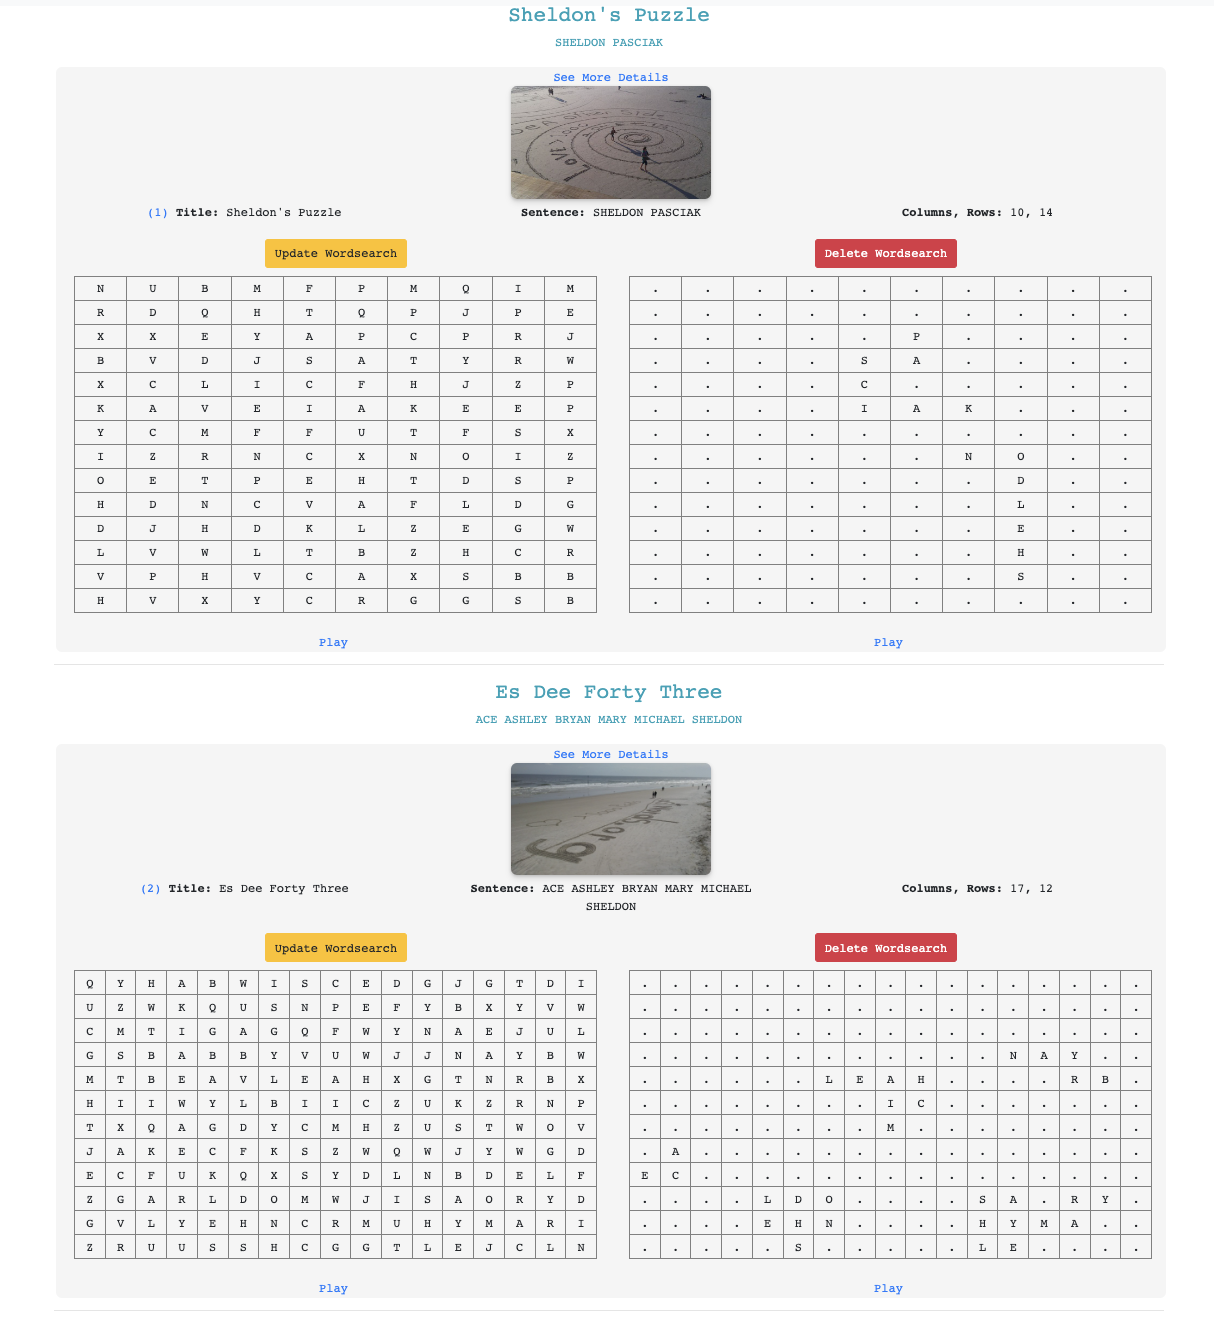 Sheldon's Puzzle
SHELDON PASCIAK
See More Details
(1) Title: Sheldon's Puzzle
Sentence: SHELDON PASCIAK
Columns, Rows: 10, 14
Update Wordsearch
Delete Wordsearch
N U B M F P M Q I M
R D Q H T Q P J P E
X X E Y A P C P R J
B V D J S A T Y R W
X C L I C F H J Z P
K A V E I A K E E P
Y C M F F U T F S X
I Z R N C X N O I Z
O E T P E H T D S P
H D N C V A F L D G
D J H D K L Z E G W
L V W L T B Z H C R
V P H V C A X S B B
H V X Y C R G G S B
. . . . . . . . . .
. . . . . . . . . .
. . . . . P . . . .
. . . . S A . . . .
. . . . C . . . . .
. . . . I A K . . .
. . . . . . . . . .
. . . . . . N O . .
. . . . . . . D . .
. . . . . . . L . .
. . . . . . . E . .
. . . . . . . H . .
. . . . . . . S . .
. . . . . . . . . .
Play
Play
Es Dee Forty Three
ACE ASHLEY BRYAN MARY MICHAEL SHELDON
See More Details
(2) Title: Es Dee Forty Three
Sentence: ACE ASHLEY BRYAN MARY MICHAEL
SHELDON
Columns, Rows: 17, 12
Update Wordsearch
Delete Wordsearch
Q Y H A B W I S C E D G J G T D I
U Z W K Q U S N P E F Y B X Y V W
C M T I G A G Q F W Y N A E J U L
G S B A B B Y V U W J J N A Y B W
M T B E A V L E A H X G T N R B X
H I I W Y L B I I C Z U K Z R N P
T X Q A G D Y C M H Z U S T W O V
J A K E C F K S Z W Q W J Y W G D
E C F U K Q X S Y D L N B D E L F
Z G A R L D O M W J I S A O R Y D
G V L Y E H N C R M U H Y M A R I
Z R U U S S H C G G T L E J C L N
. . . . . . . . . . . . . . . . .
. . . . . . . . . . . . . . . . .
. . . . . . . . . . . . . . . . .
. . . . . . . . . . . . N A Y . .
. . . . . . L E A H . . . . R B .
. . . . . . . . I C . . . . . . .
. . . . . . . . M . . . . . . . .
. A . . . . . . . . . . . . . . .
E C . . . . . . . . . . . . . . .
. . . . L D O . . . . S A . R Y .
. . . . E H N . . . . H Y M A . .
. . . . . S . . . . . L E . . . .
Play
Play